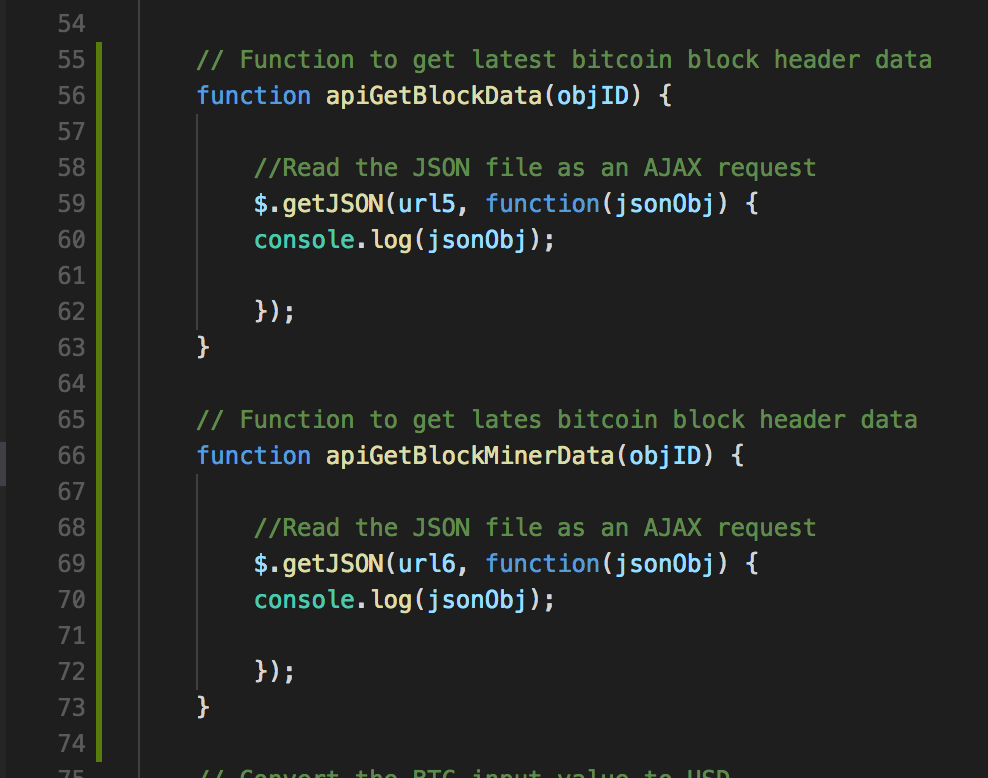 54
55 // Function to get latest bitcoin block header data
56 function apiGetBlockData(objID) {
57
58 //Read the JSON file as an AJAX request
59 $.getJSON(url5, function(jsonObj) {
60 console.log(jsonObj);
61
62 });
63 }
64
65 // Function to get lates bitcoin block header data
66 function apiGetBlockMinerData(objID) {
67
68 //Read the JSON file as an AJAX request
69 $.getJSON(url6, function(jsonObj) {
70 console.log(jsonObj);
71
72 });
73 }
74
75 // Convert the BTC input value to USD